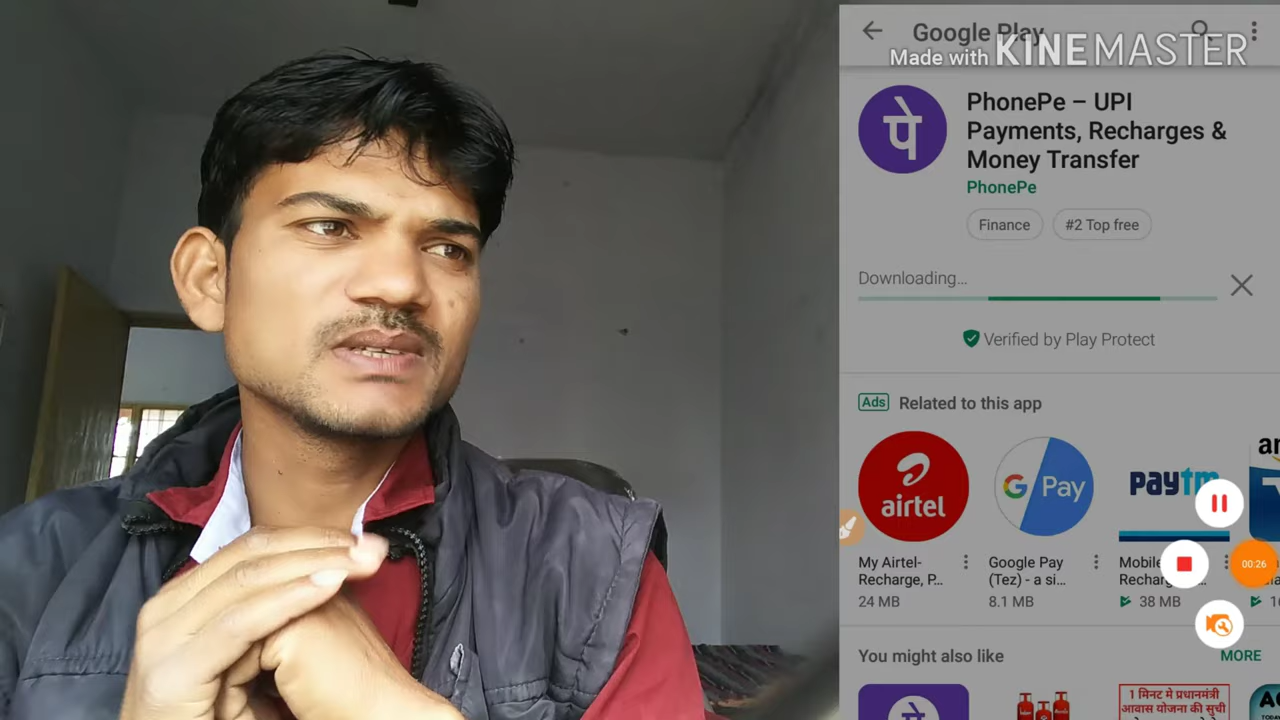 Google Play
Made with KINEMASTER
पे
PhonePe – UPI
Payments, Recharges &
Money Transfer
PhonePe
Finance
#2 Top free
Downloading...
Verified by Play Protect
Ads Related to this app
airtel
G Pay
paytm
My Airtel-
Recharge, P...
24 MB
Google Pay
(Tez) - a si...
8.1 MB
Mobile
38 MB
00:26
You might also like
MORE
1 मिनट मे प्रधानमंत्री
आवास योजना की सुची